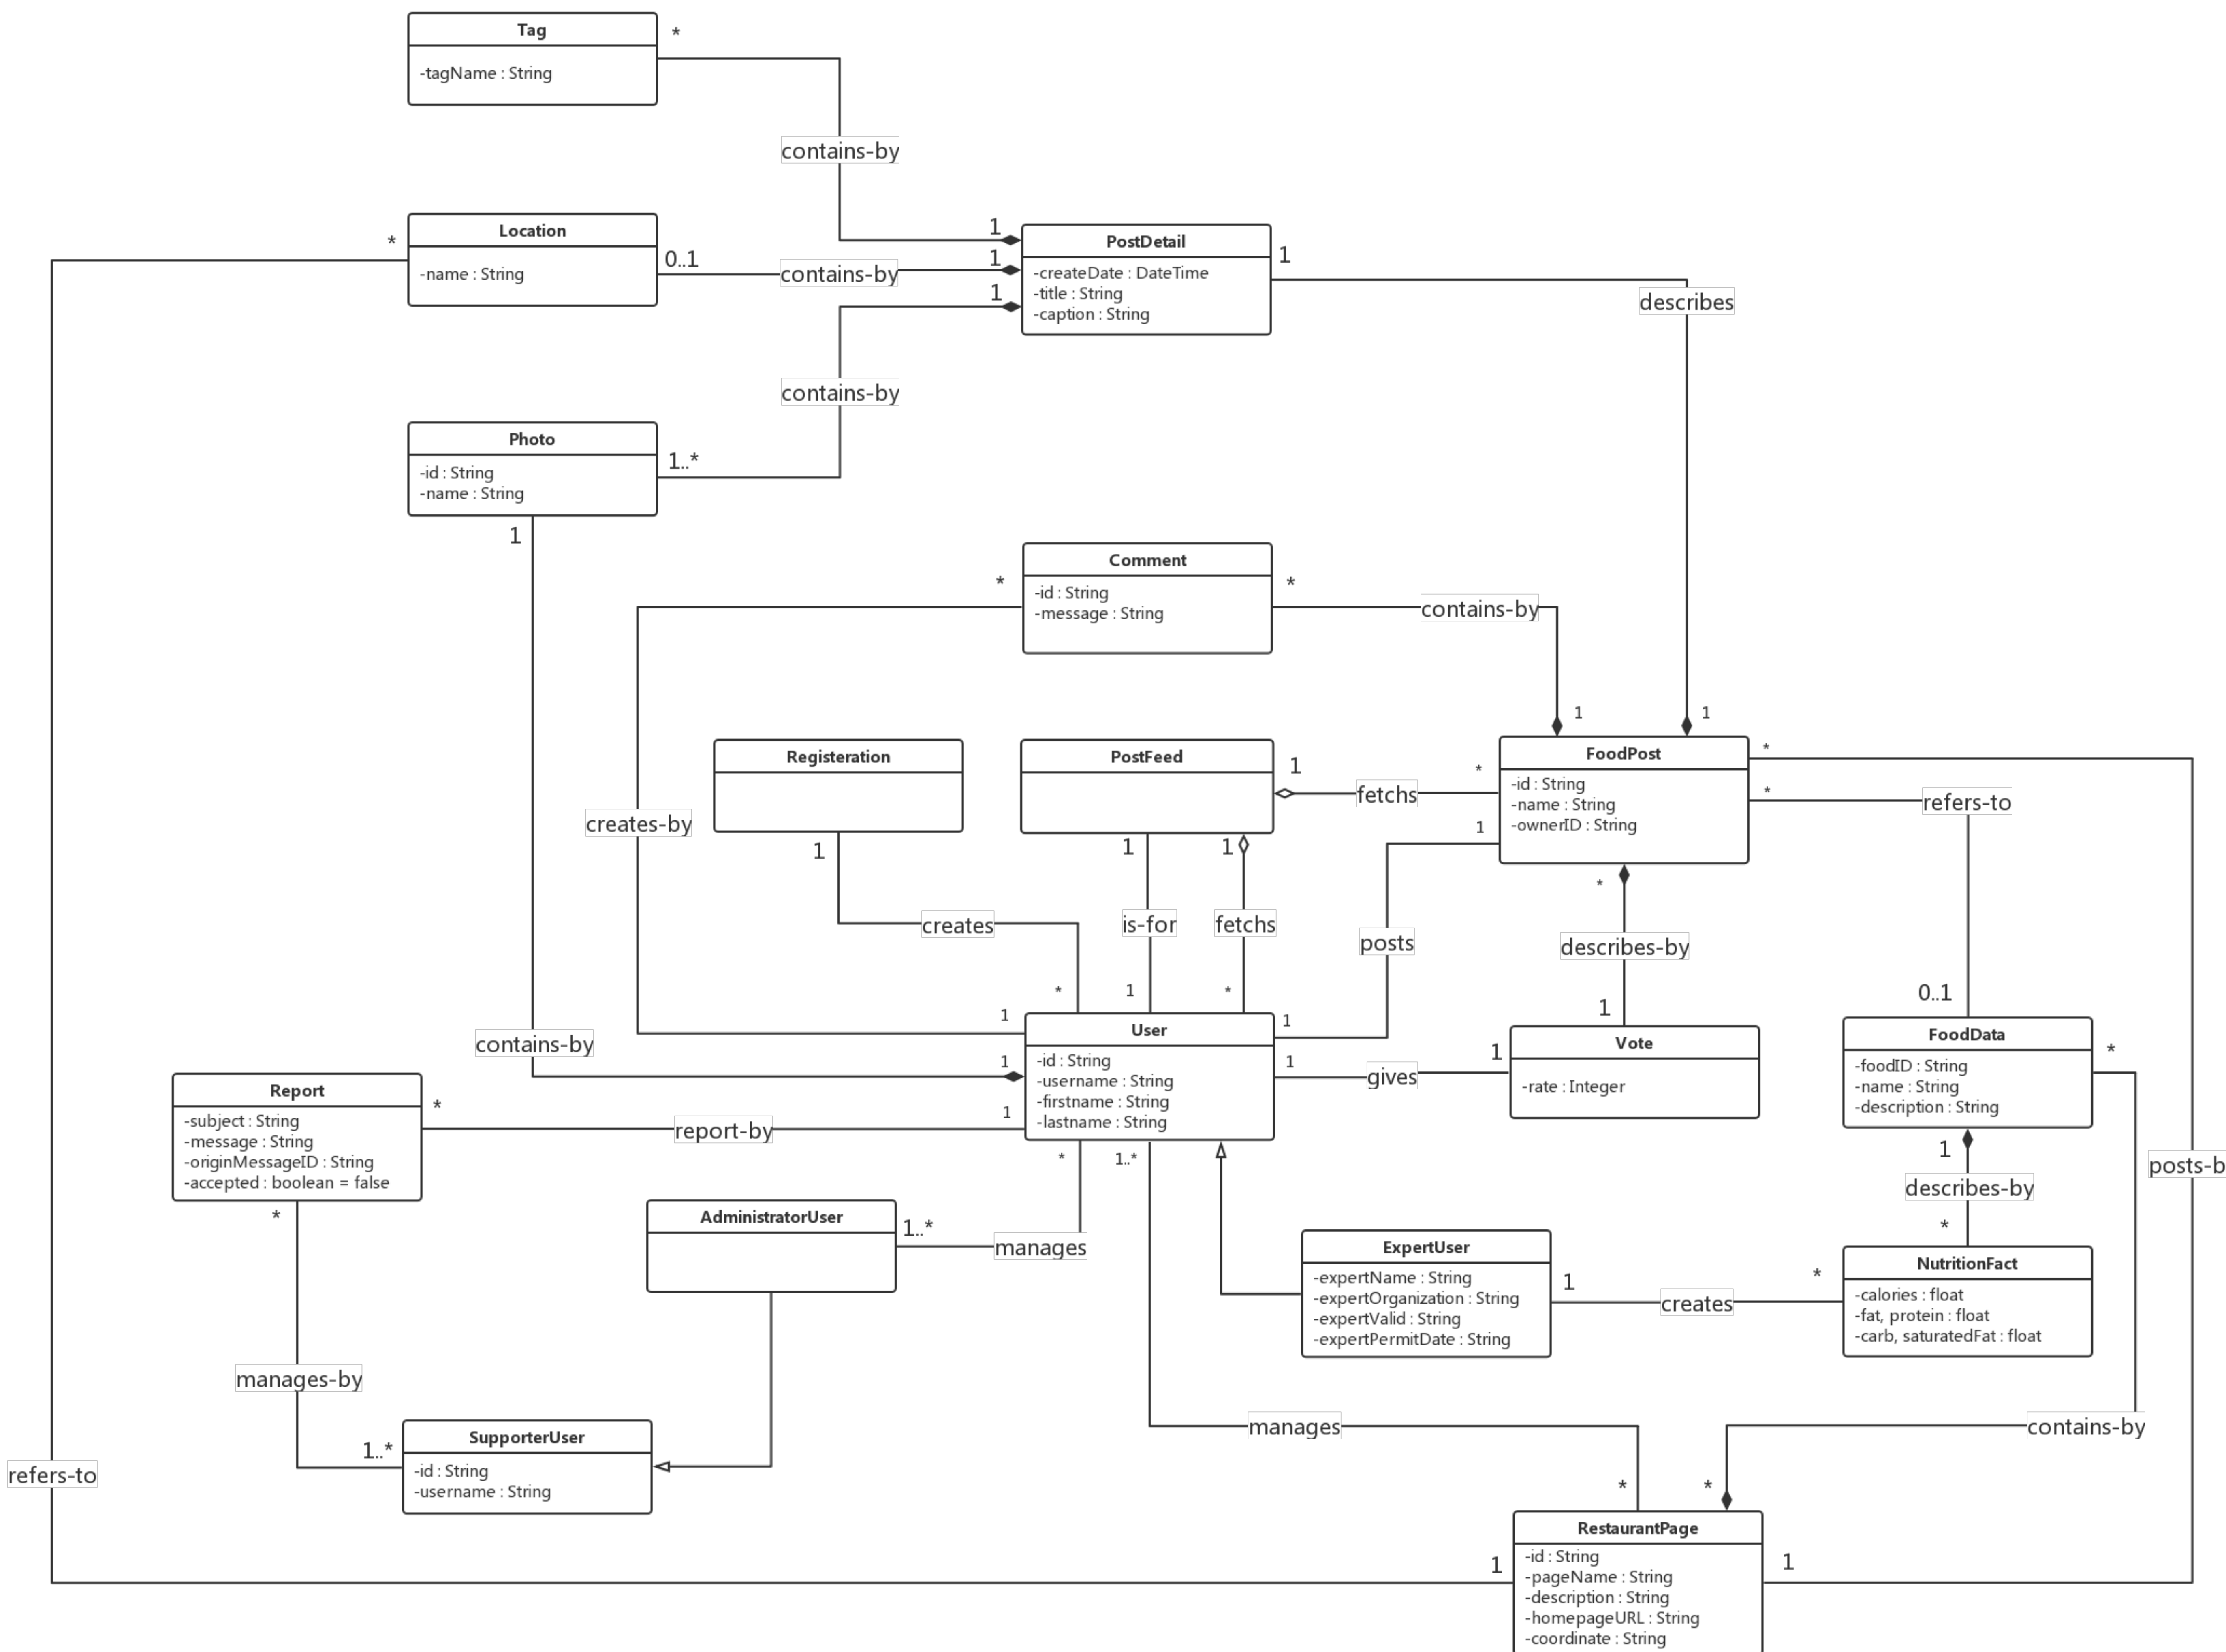 Tag
-tagName : String
*
contains-by
Location
-name : String
*
0..1
contains-by
1
1
1
PostDetail
-createDate : DateTime
-title : String
-caption : String
1
describes
contains-by
Photo
-id : String
-name : String
1..*
1
Comment
-id : String
-message : String
*
*
contains-by
1
1
Registeration
1
PostFeed
1
fetchs
*
FoodPost
-id : String
-name : String
-ownerID : String
*
*
refers-to
1
creates-by
1
1
*
creates
is-for
fetchs
posts
describes-by
1
0..1
*
1
*
1
User
-id : String
-username : String
-firstname : String
-lastname : String
1
contains-by
1
1
gives
1
Vote
-rate : Integer
FoodData
-foodID : String
-name : String
-description : String
*
Report
-subject : String
-message : String
-originMessageID : String
-accepted : boolean = false
*
report-by
1
*
1..*
1
describes-by
*
posts-b
*
AdministratorUser
1..*
manages
ExpertUser
-expertName : String
-expertOrganization : String
-expertValid : String
-expertPermitDate : String
1
creates
*
NutritionFact
-calories : float
-fat, protein : float
-carb, saturatedFat : float
manages-by
manages
contains-by
SupporterUser
-id : String
-username : String
1..*
refers-to
*
*
RestaurantPage
-id : String
-pageName : String
-description : String
-homepageURL : String
-coordinate : String
1
1